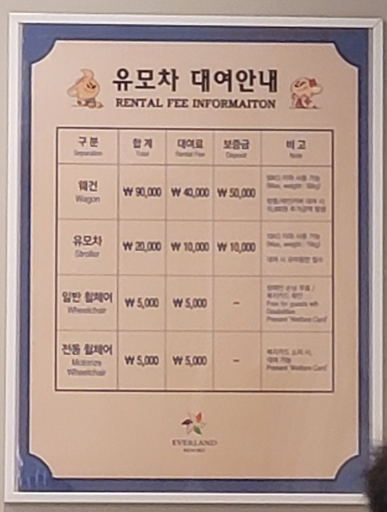 유모차 대여안내
RENTAL FEE INFORMAITON
구 분 합 계 대여료 보증금 비 고
Separation Total Rental Fee Deposit Note
웨건 ₩ 90,000 ₩ 40,000 ₩ 50,000
Wagon
유모차 ₩ 20,000 ₩ 10,000 ₩ 10,000
Stroller
일반 휠체어 ₩ 5,000 ₩ 5,000 –
Wheelchair
Free for guests with
Disabilities
Present 'Welfare Card'
전동 휠체어 ₩ 5,000 ₩ 5,000 –
Motorize
Wheelchair
Present 'Welfare Card'
EVERLAND
RESORT